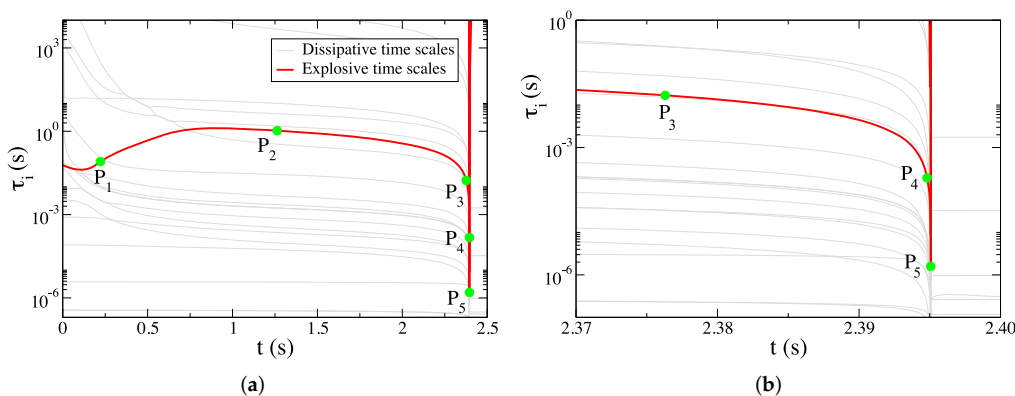 (a)
(b)
10^3
10^0
10^-3
10^-6
τ_i (s)
Dissipative time scales
Explosive time scales
P_1
P_2
P_3
P_4
P_5
0 0.5 1 1.5 2 2.5
t (s)
10^0
10^-3
10^-6
τ_i (s)
P_3
P_4
P_5
2.37 2.38 2.39 2.40
t (s)
(a)
(b)